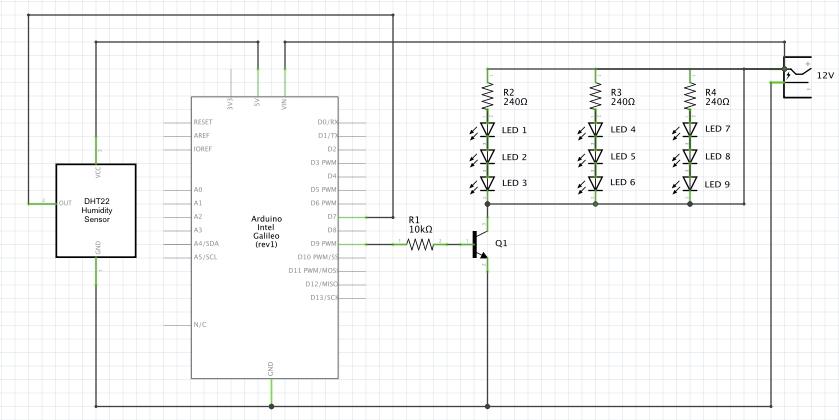 12V
3V3
5V
VIN
R2
240Ω
R3
240Ω
R4
240Ω
RESET
AREF
IOREF
D0/RX
D1/TX
D2
D3 PWM
D4
D5 PWM
D6 PWM
D7
D8
D9 PWM
D10 PWM/SS
D11 PWM/MOSI
D12/MISO
D13/SCK
LED 1
LED 4
LED 7
LED 2
LED 5
LED 8
LED 3
LED 6
LED 9
VCC
OUT
DHT22
Humidity
Sensor
GND
A0
A1
A2
A3
A4/SDA
A5/SCL
N/C
Arduino
Intel
Galileo
(rev1)
GND
R1
10kΩ
Q1